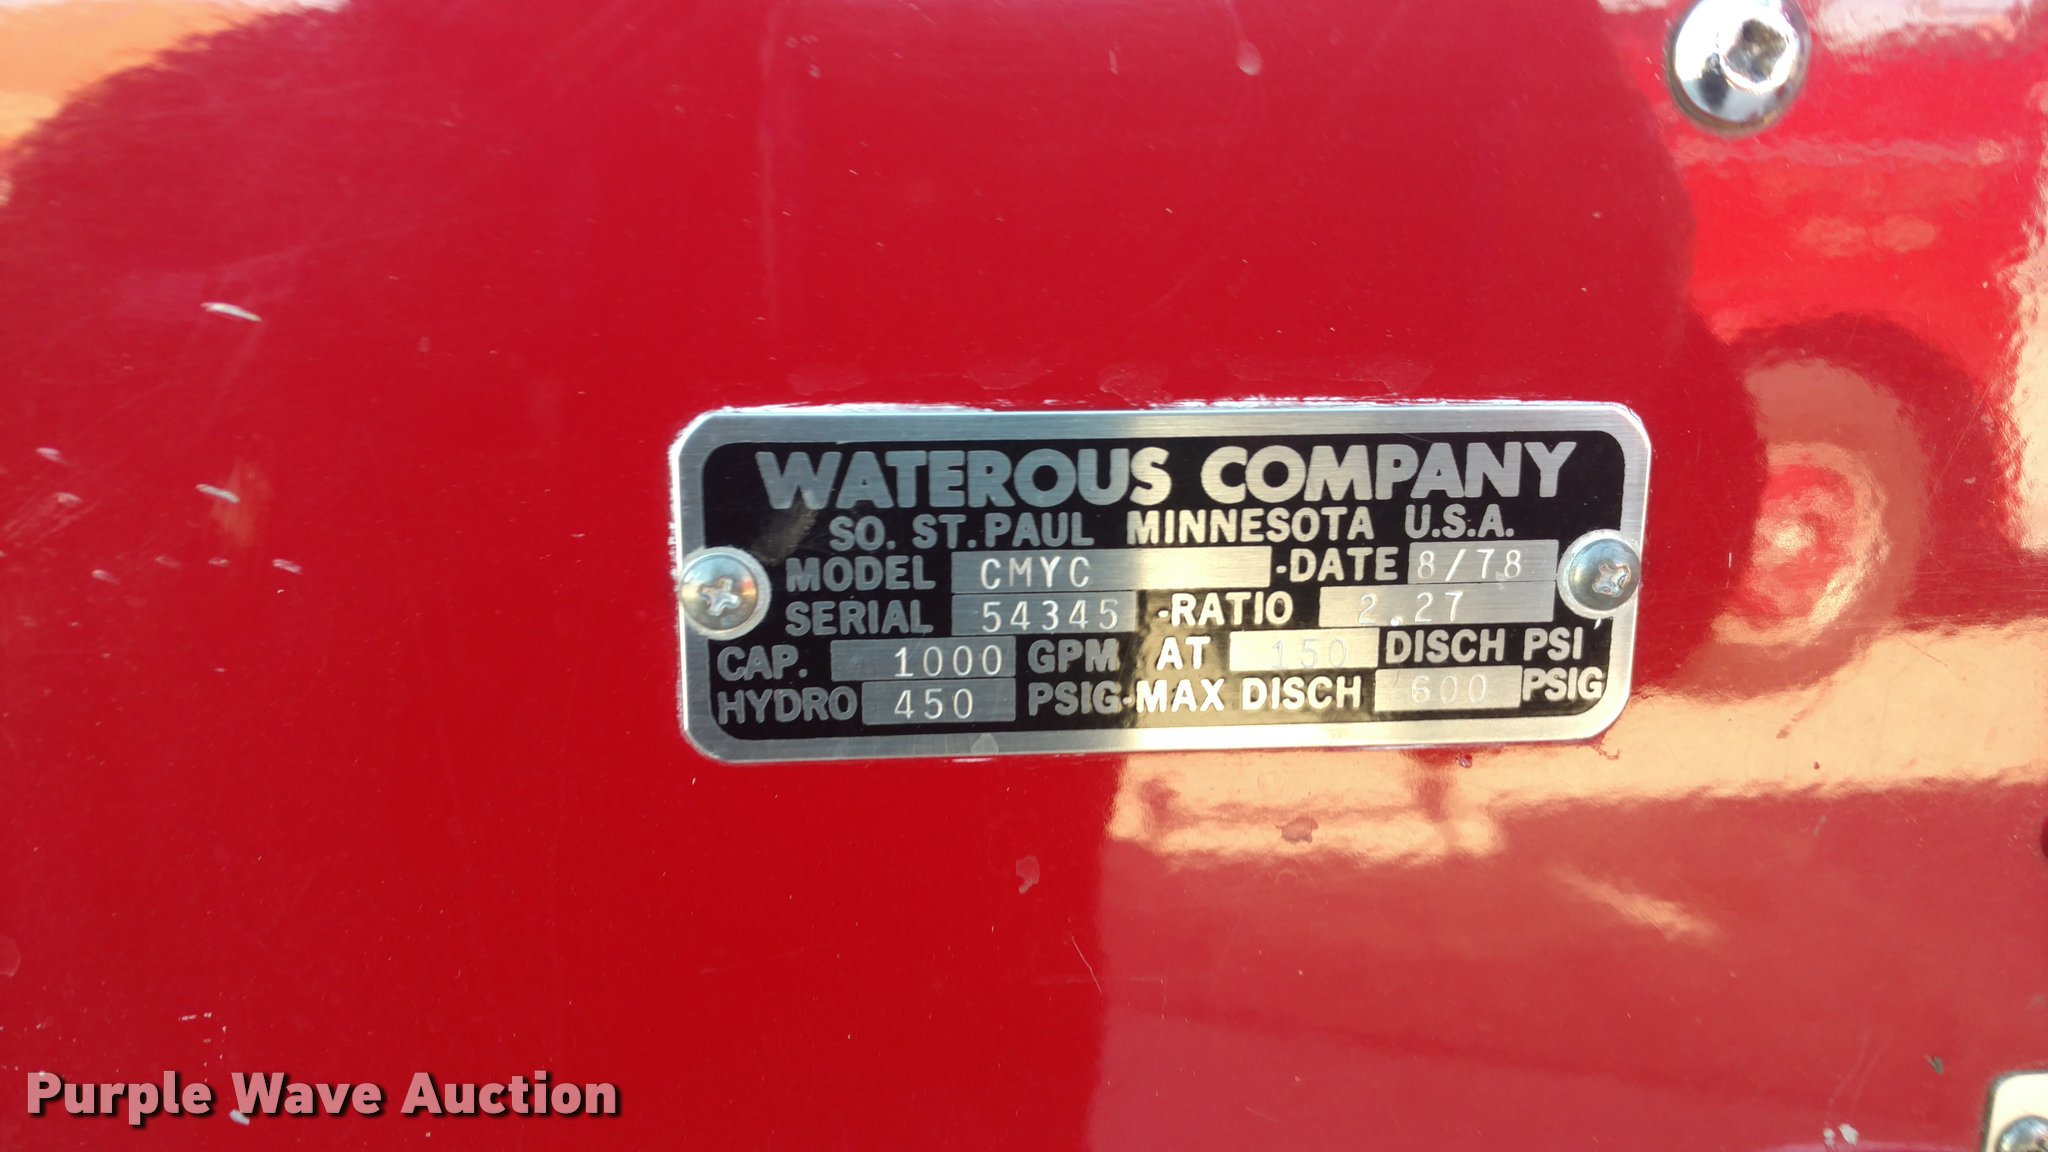 WATEROUS COMPANY
SO. ST. PAUL MINNESOTA U.S.A.
MODEL CMYC -DATE 8/78
SERIAL 54345 -RATIO 2.27
CAP. 1000 GPM AT 150 DISCH PSI
HYDRO 450 PSIG-MAX DISCH 600 PSIG
Purple Wave Auction